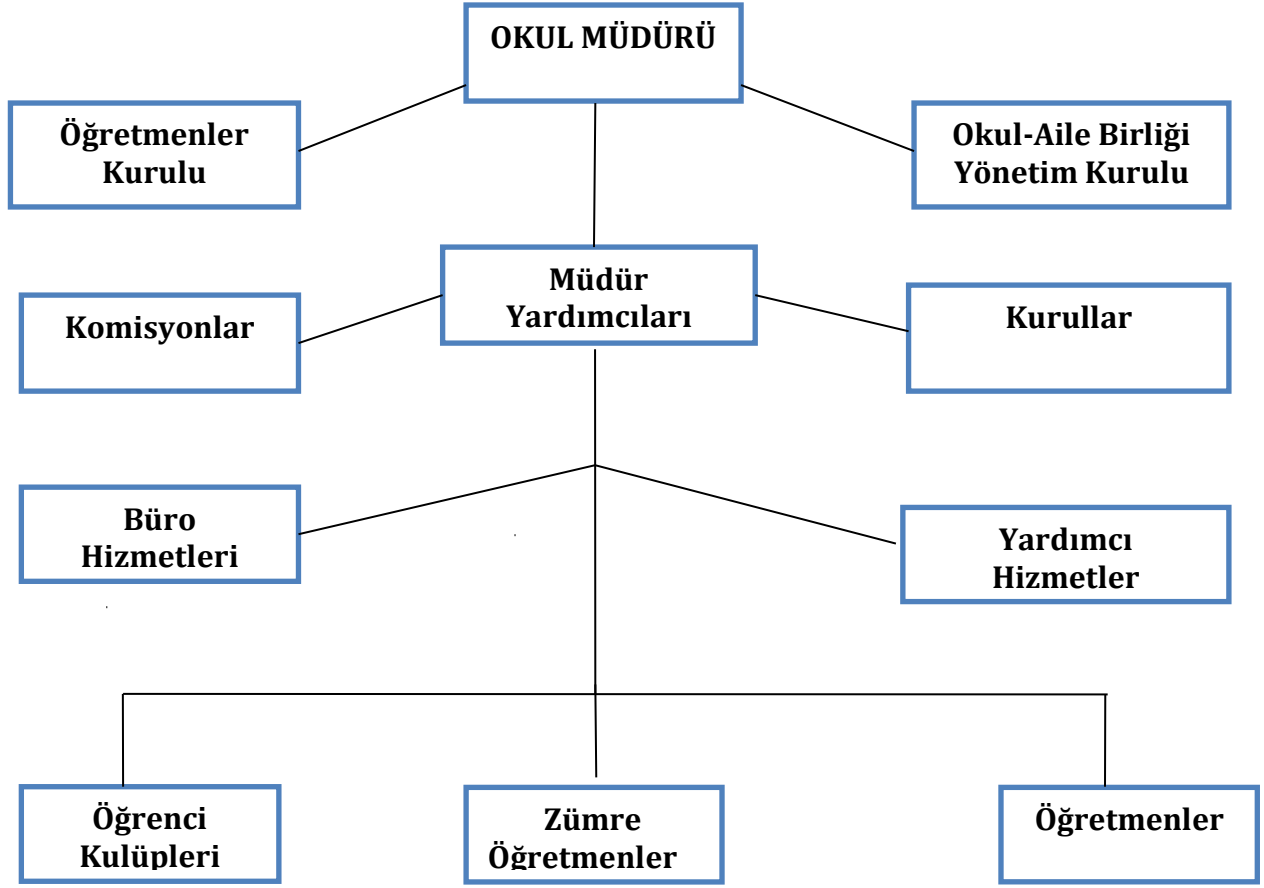 OKUL MÜDÜRÜ
Öğretmenler
Kurulu
Okul-Aile Birliği
Yönetim Kurulu
Müdür
Yardımcıları
Komisyonlar
Kurullar
Büro
Hizmetleri
Yardımcı
Hizmetler
Öğrenci
Kulüpleri
Zümre
Öğretmenler
Öğretmenler